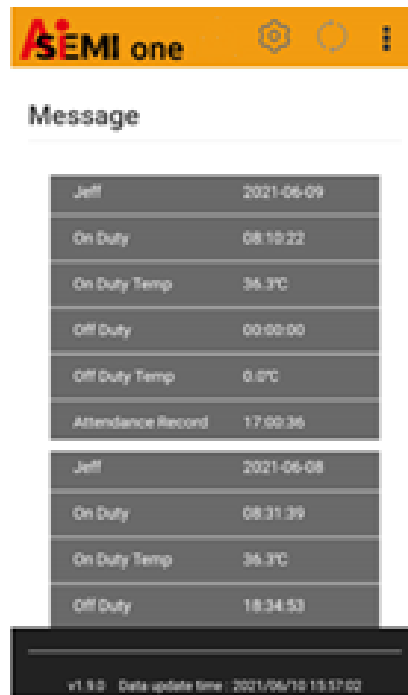 AiSEMI one
Message
Jeff 2021-06-09
On Duty 08:10:22
On Duty Temp 36.3℃
Off Duty 00:00:00
Off Duty Temp 0.0℃
Attendance Record 17:00:36
Jeff 2021-06-08
On Duty 08:31:39
On Duty Temp 36.3℃
Off Duty 18:34:53
v1.9.0 Data update time : 2021/06/10 15:57:02